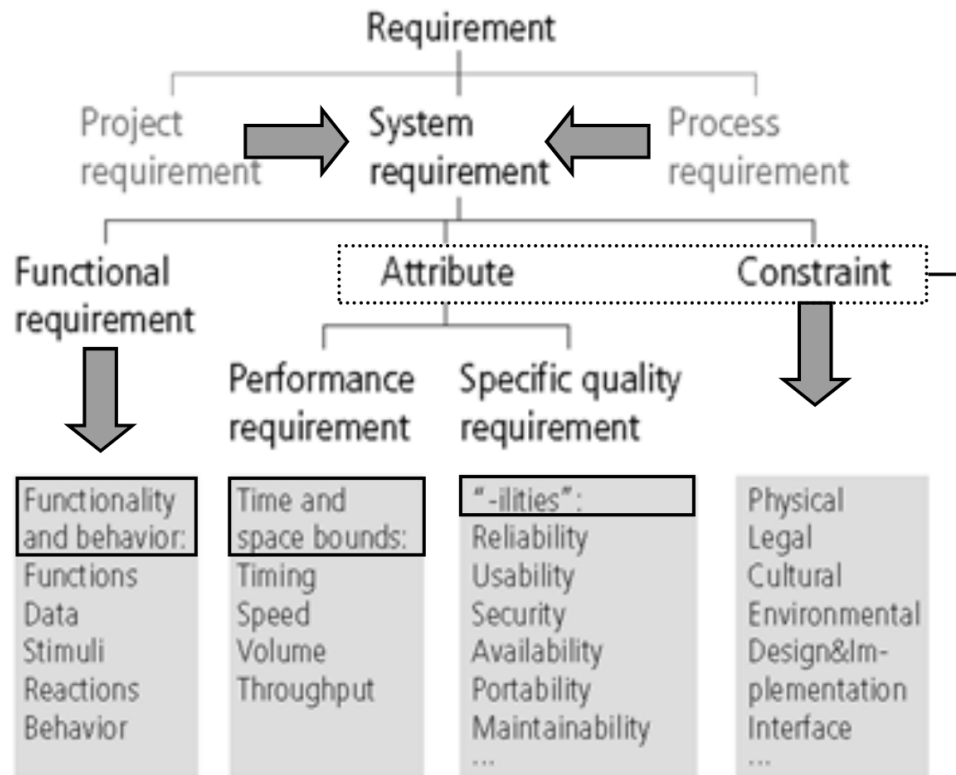 Requirement
Project
requirement
System
requirement
Process
requirement
Functional
requirement
Attribute
Constraint
Performance
requirement
Specific quality
requirement
Functionality
and behavior:
Functions
Data
Stimuli
Reactions
Behavior
Time and
space bounds:
Timing
Speed
Volume
Throughput
“-ilities”:
Reliability
Usability
Security
Availability
Portability
Maintainability
...
Physical
Legal
Cultural
Environmental
Design&Im-
plementation
Interface
...